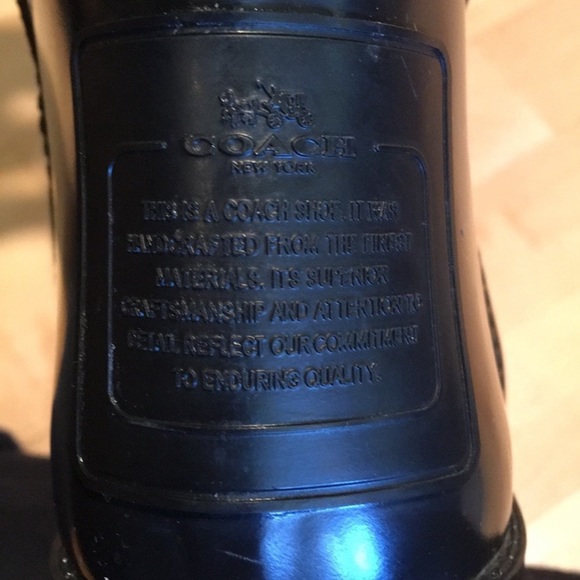 COACH
NEW YORK
THIS IS A COACH SHOE. IT WAS
HANDCRAFTED FROM THE FINEST
MATERIALS. ITS SUPERIOR
CRAFTSMANSHIP AND ATTENTION TO
DETAIL REFLECT OUR COMMITMENT
TO ENDURING QUALITY.